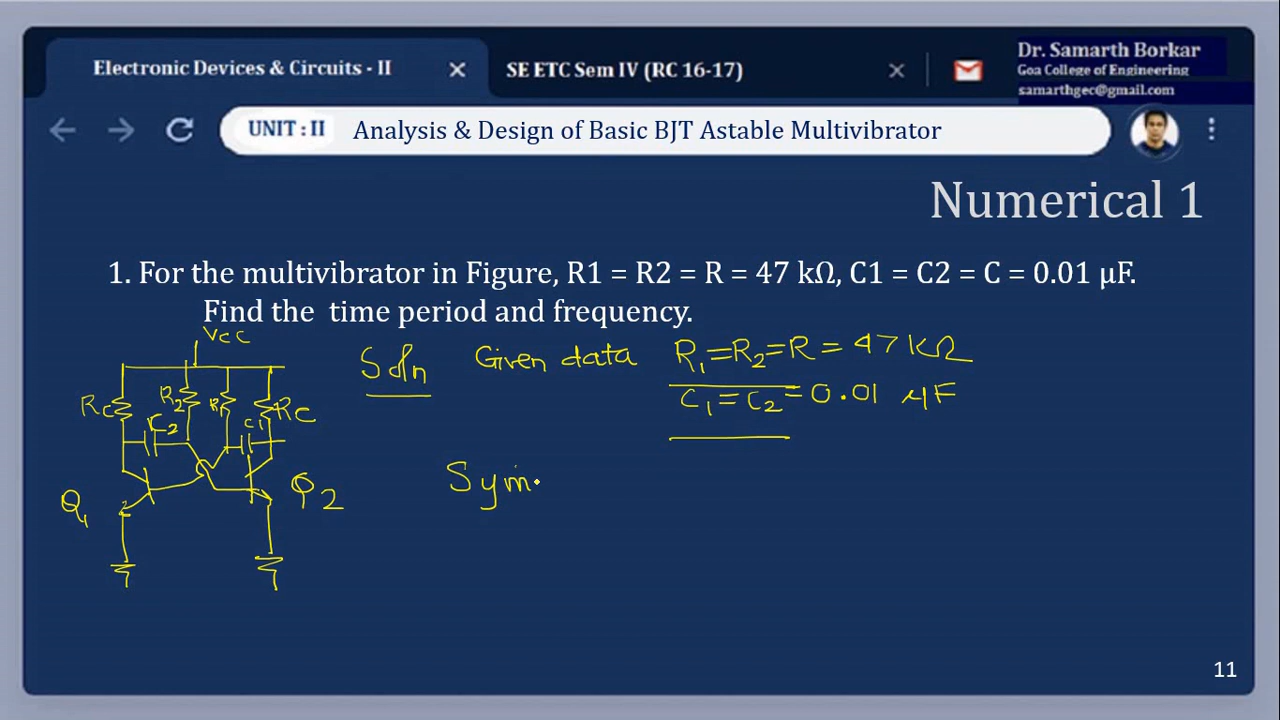 Electronic Devices & Circuits - II
SE ETC Sem IV (RC 16-17)
Dr. Samarth Borkar
Goa College of Engineering
samarthgec@gmail.com
UNIT : II Analysis & Design of Basic BJT Astable Multivibrator
Numerical 1
1. For the multivibrator in Figure, R1 = R2 = R = 47 kΩ, C1 = C2 = C = 0.01 µF.
Find the time period and frequency.
VCC
Soln Given data R₁=R₂=R = 47 KΩ
C₁ = C₂ = 0.01 µF
RC R₂ R₁ RC
C₂ C₁
Sym
Q₁ Q2
11